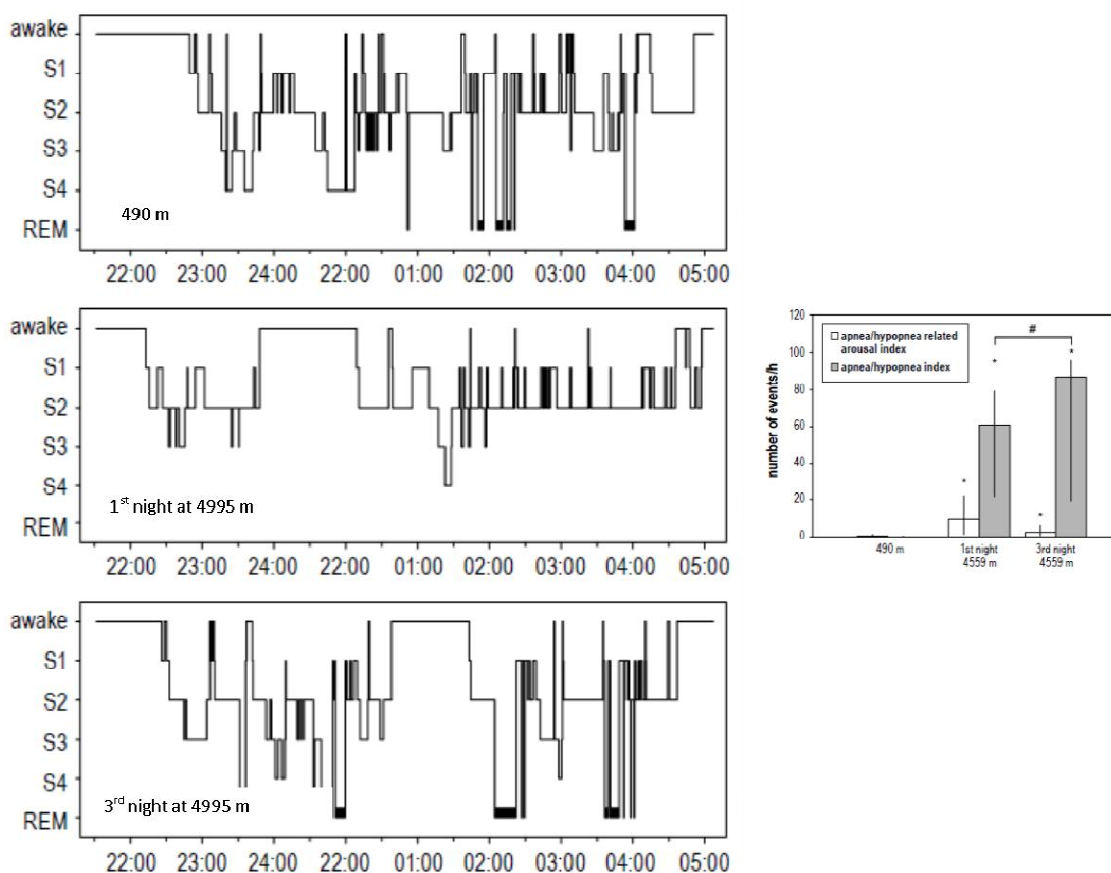 awake
S1
S2
S3
S4
REM
490 m
22:00 23:00 24:00 22:00 01:00 02:00 03:00 04:00 05:00
awake
S1
S2
S3
S4
REM
1st night at 4995 m
22:00 23:00 24:00 22:00 01:00 02:00 03:00 04:00 05:00
awake
S1
S2
S3
S4
REM
3rd night at 4995 m
22:00 23:00 24:00 22:00 01:00 02:00 03:00 04:00 05:00
number of events/h
120
100
80
60
40
20
0
apnea/hypopnea related
arousal index
apnea/hypopnea index
#
*
*
*
*
490 m 1st night 3rd night
4559 m 4559 m